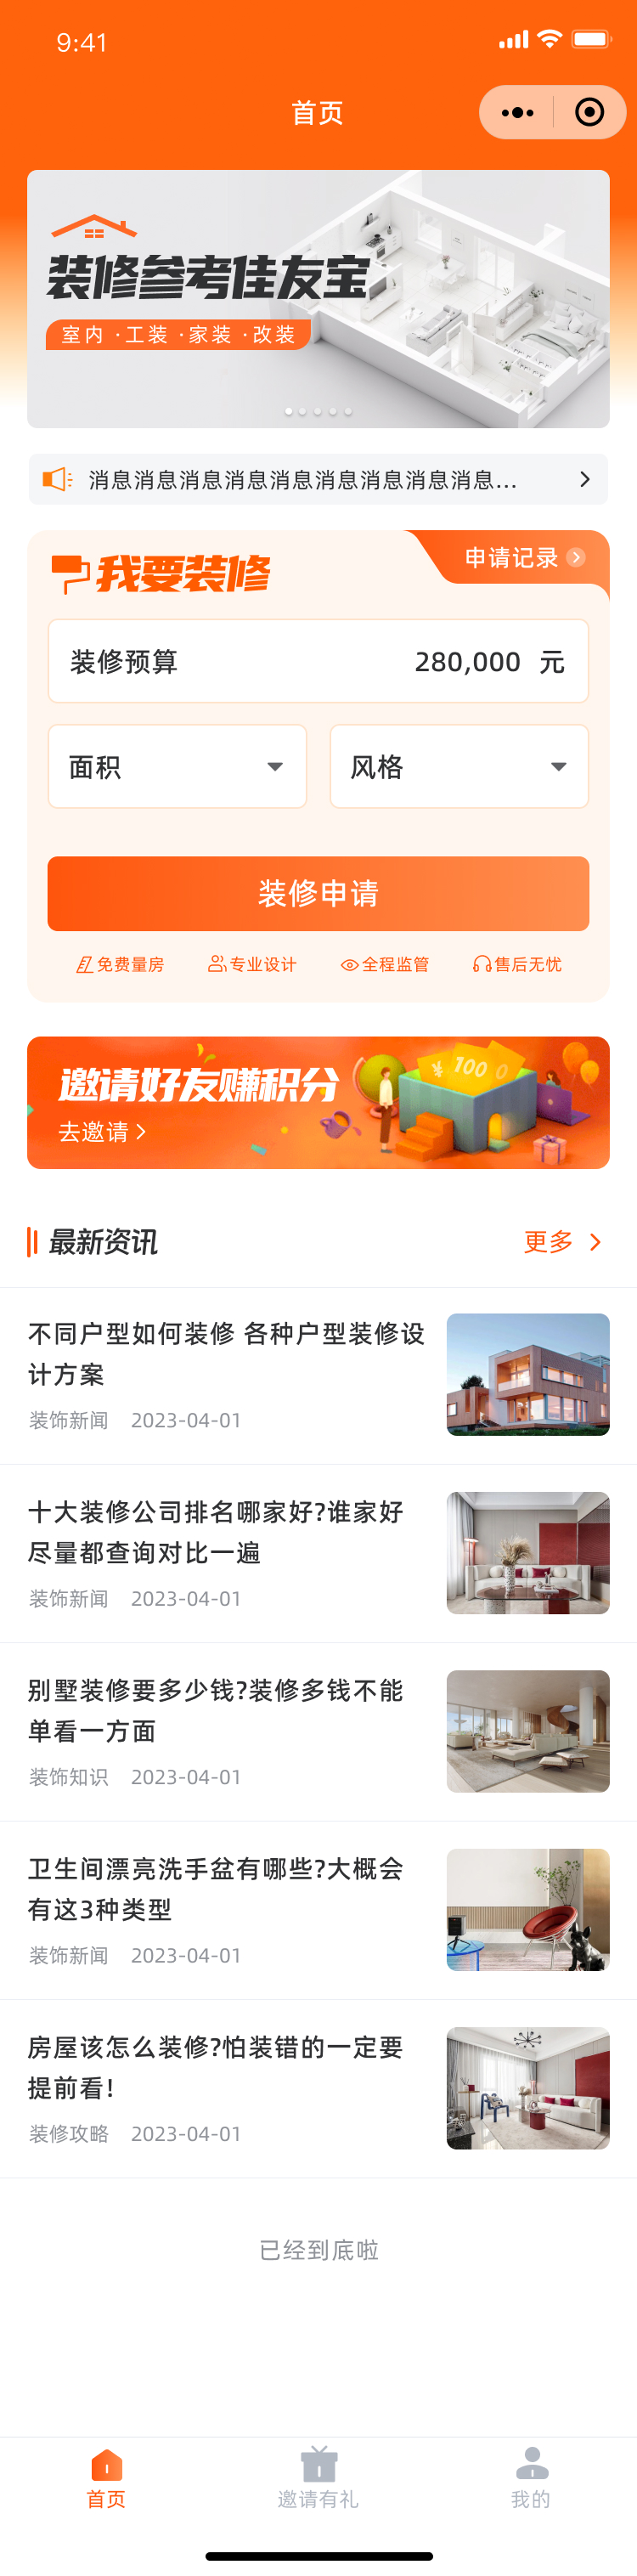 9:41
首页
装修参考佳友宝
室内 ·工装 ·家装 ·改装
消息消息消息消息消息消息消息消息消息消息...
我要装修
申请记录
装修预算 280,000 元
面积
风格
装修申请
免费量房
专业设计
全程监管
售后无忧
邀请好友赚积分
去邀请
¥ 100
最新资讯
更多
不同户型如何装修 各种户型装修设
计方案
装饰新闻 2023-04-01
十大装修公司排名哪家好?谁家好
尽量都查询对比一遍
装饰新闻 2023-04-01
别墅装修要多少钱?装修多钱不能
单看一方面
装饰知识 2023-04-01
卫生间漂亮洗手盆有哪些?大概会
有这3种类型
装饰新闻 2023-04-01
房屋该怎么装修?怕装错的一定要
提前看!
装修攻略 2023-04-01
已经到底啦
首页
邀请有礼
我的